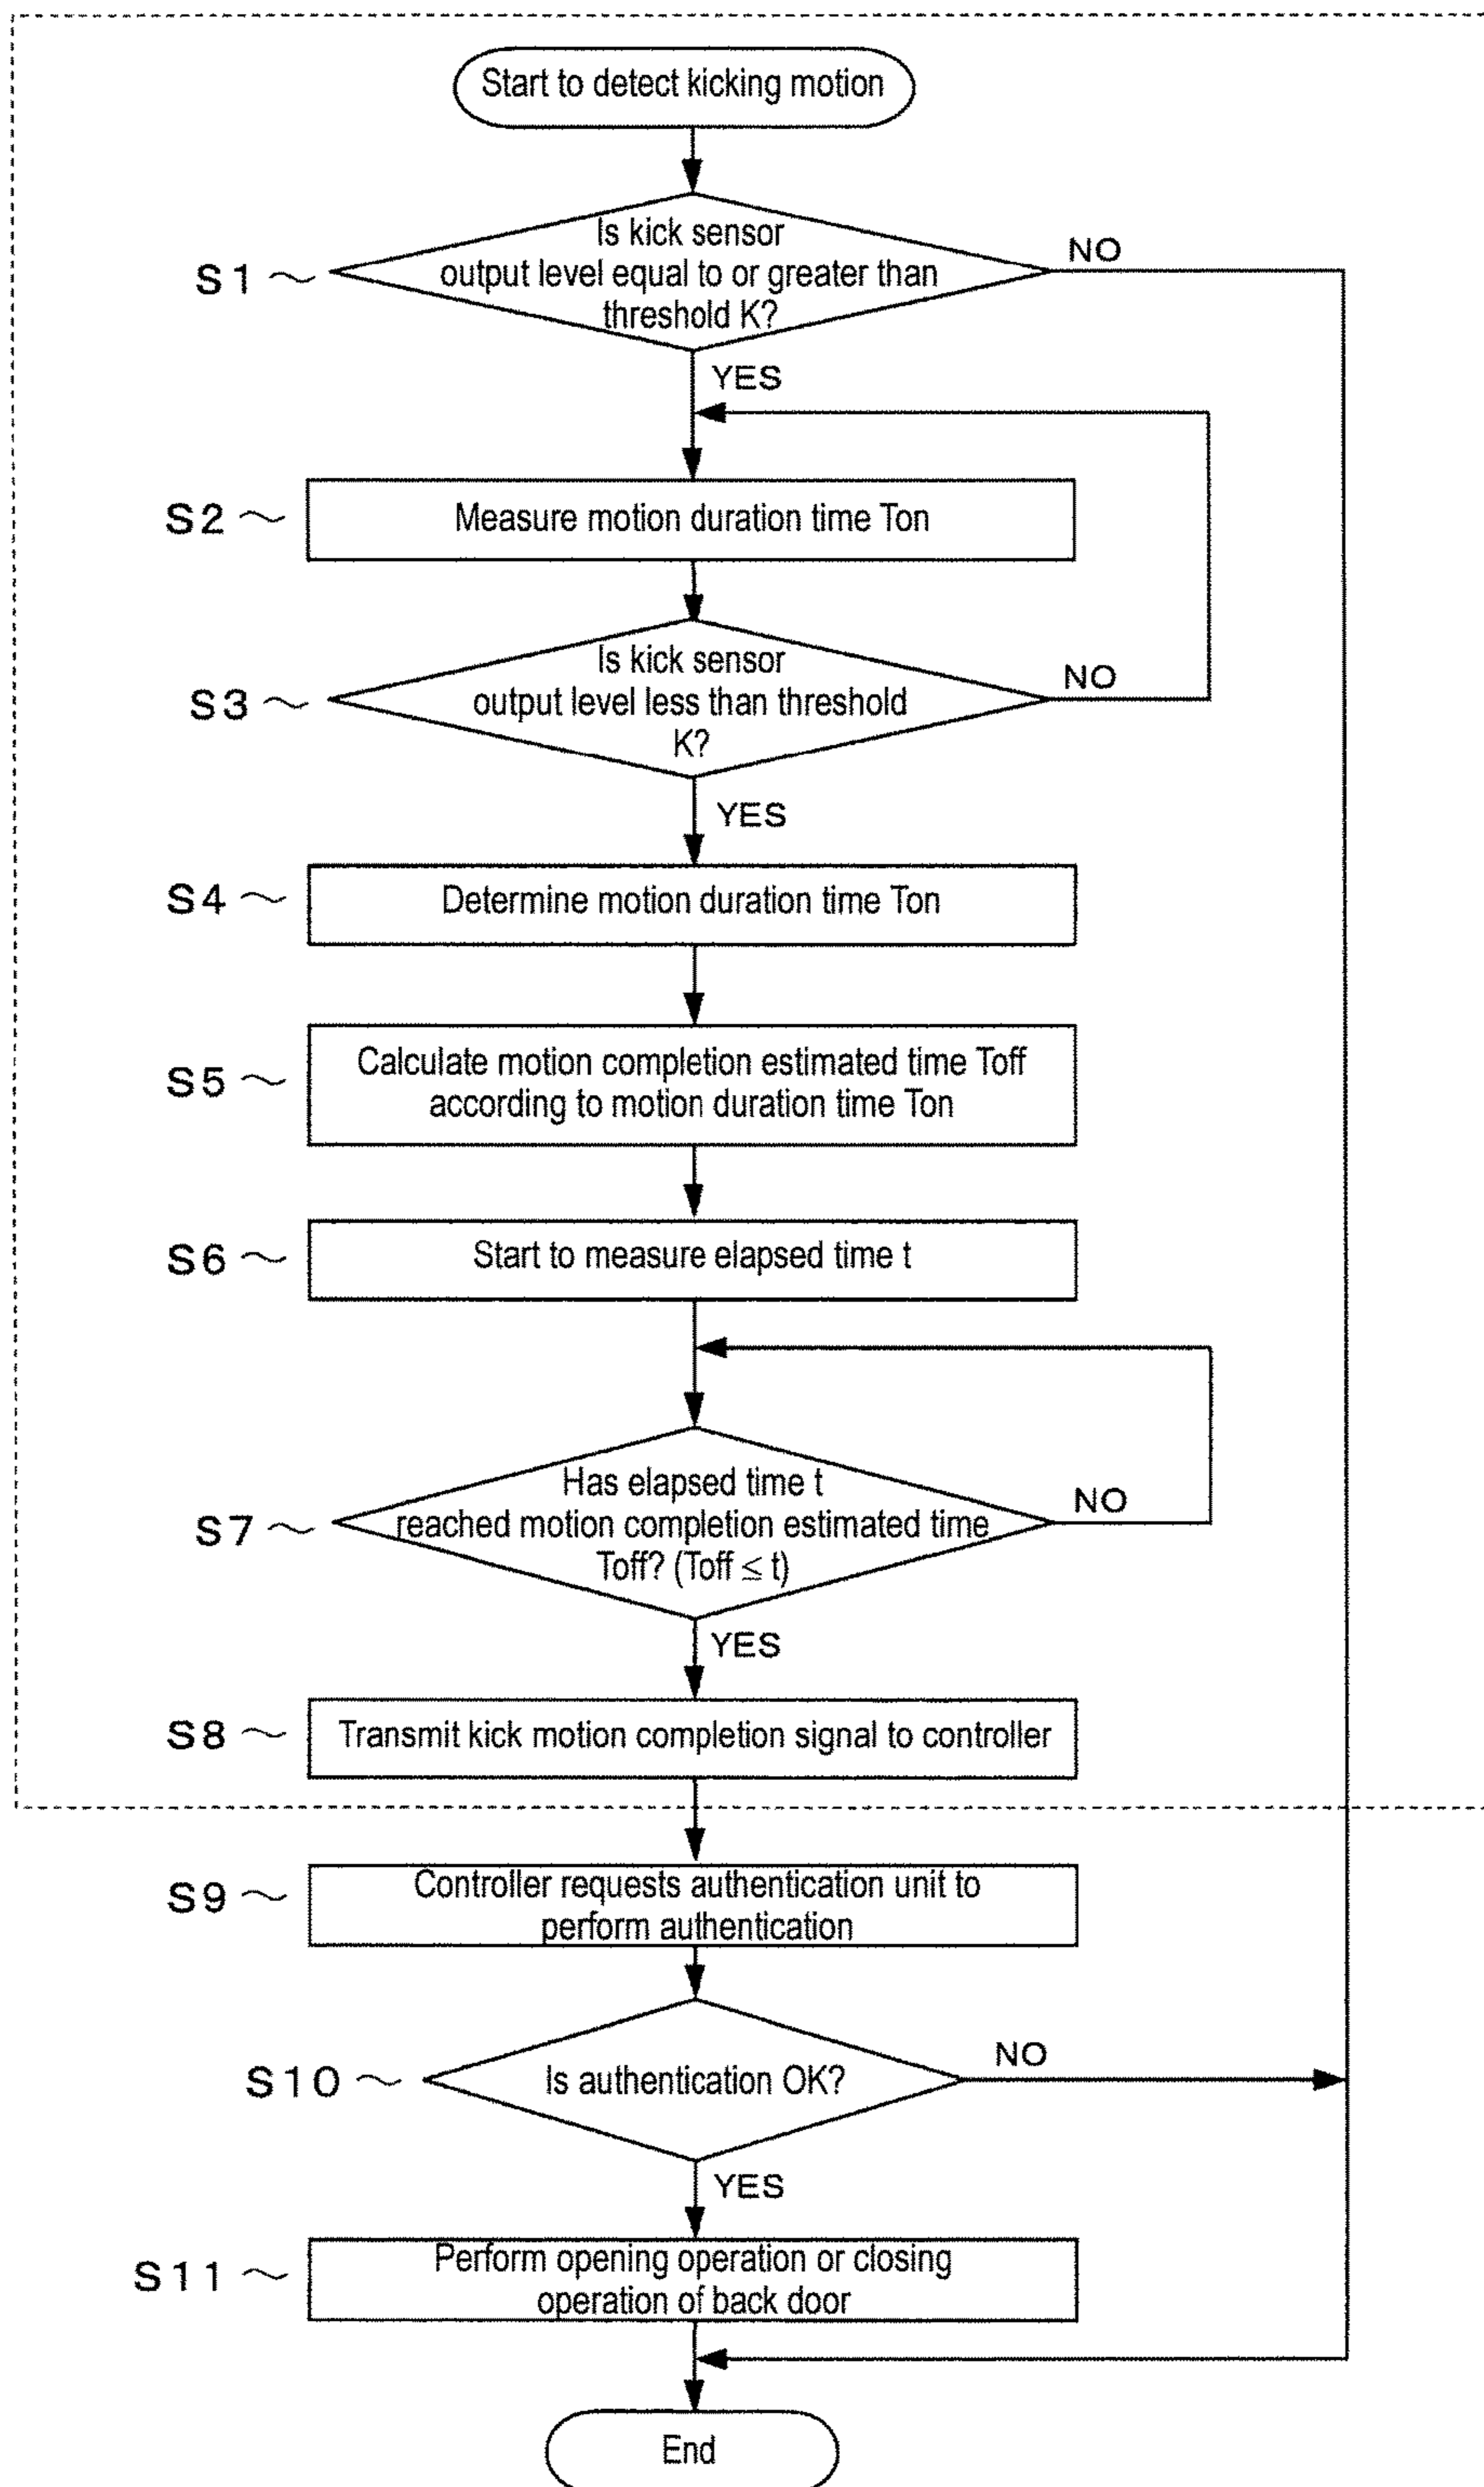 Start to detect kicking motion
S1
Is kick sensor
output level equal to or greater than
threshold K?
NO
YES
S2
Measure motion duration time Ton
S3
Is kick sensor
output level less than threshold
K?
NO
YES
S4
Determine motion duration time Ton
S5
Calculate motion completion estimated time Toff
according to motion duration time Ton
S6
Start to measure elapsed time t
S7
Has elapsed time t
reached motion completion estimated time
Toff? (Toff ≤ t)
NO
YES
S8
Transmit kick motion completion signal to controller
S9
Controller requests authentication unit to
perform authentication
S10
Is authentication OK?
NO
YES
S11
Perform opening operation or closing
operation of back door
End